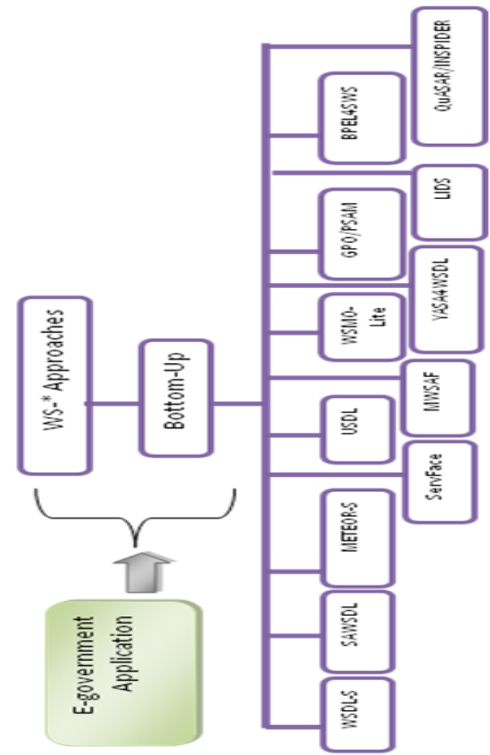 WS-* Approaches
Bottom-Up
E-government
Application
WSDL-S
SAWSDL
METEOR-S
USDL
WSMO-
Lite
GPO/PSAM
BPEL4SWS
ServFace
MWSAF
YASA4WSDL
LIDS
QuASAR/INSPIDER